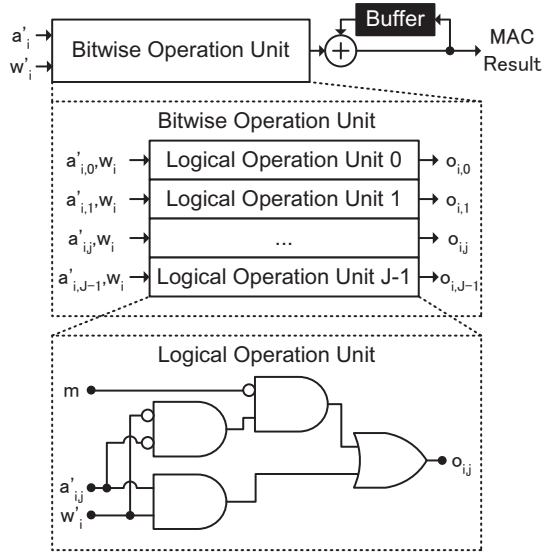 Buffer
a'i
w'i
Bitwise Operation Unit
+
MAC
Result
Bitwise Operation Unit
a'i,0,wi Logical Operation Unit 0 oi,0
a'i,1,wi Logical Operation Unit 1 oi,1
a'i,j,wi ... oi,j
a'i,J-1,wi Logical Operation Unit J-1 oi,J-1
Logical Operation Unit
m
a'i,j
w'i
oi,j